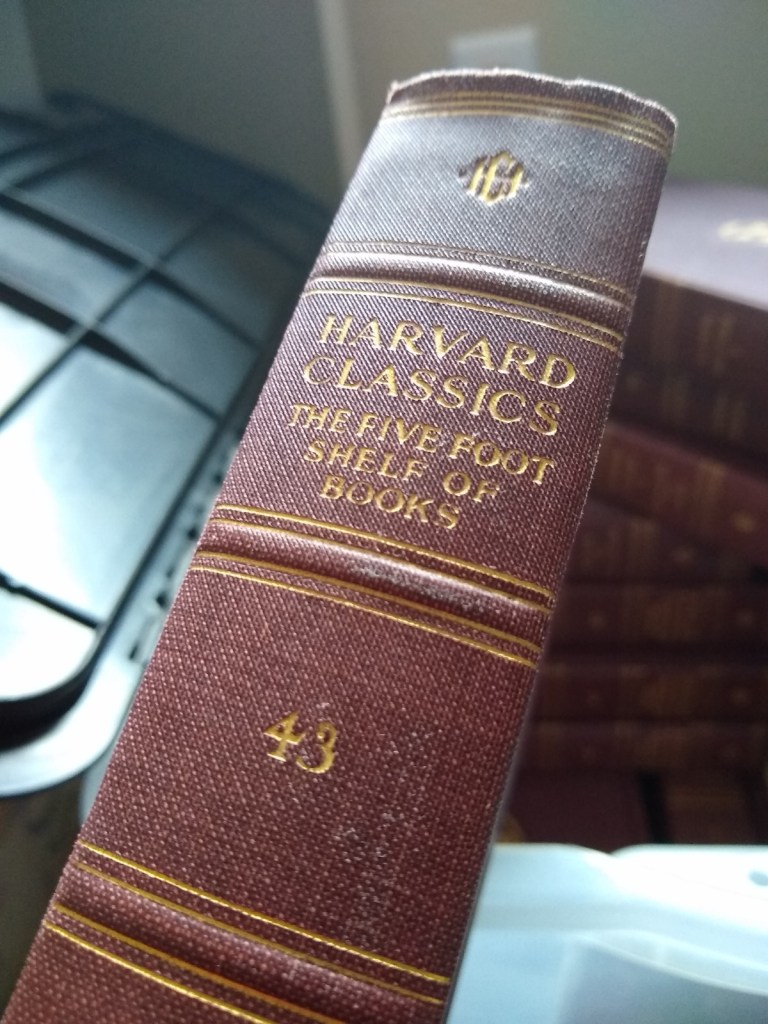 HARVARD
CLASSICS
THE FIVE FOOT
SHELF OF
BOOKS
43